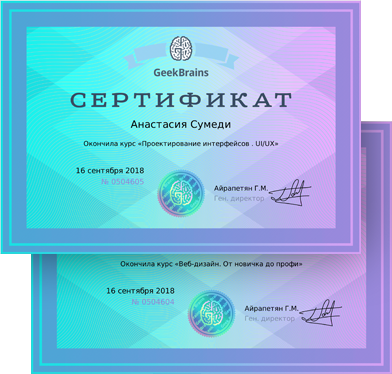 GeekBrains
СЕРТИФИКАТ
Анастасия Сумеди
Окончила курс «Проектирование интерфейсов . UI/UX»
16 сентября 2018
№ 0504605
Айрапетян Г.М.
Ген. директор
Окончила курс «Веб-дизайн. От новичка до профи»
16 сентября 2018
№ 0504604
Айрапетян Г.М.
Ген. директор